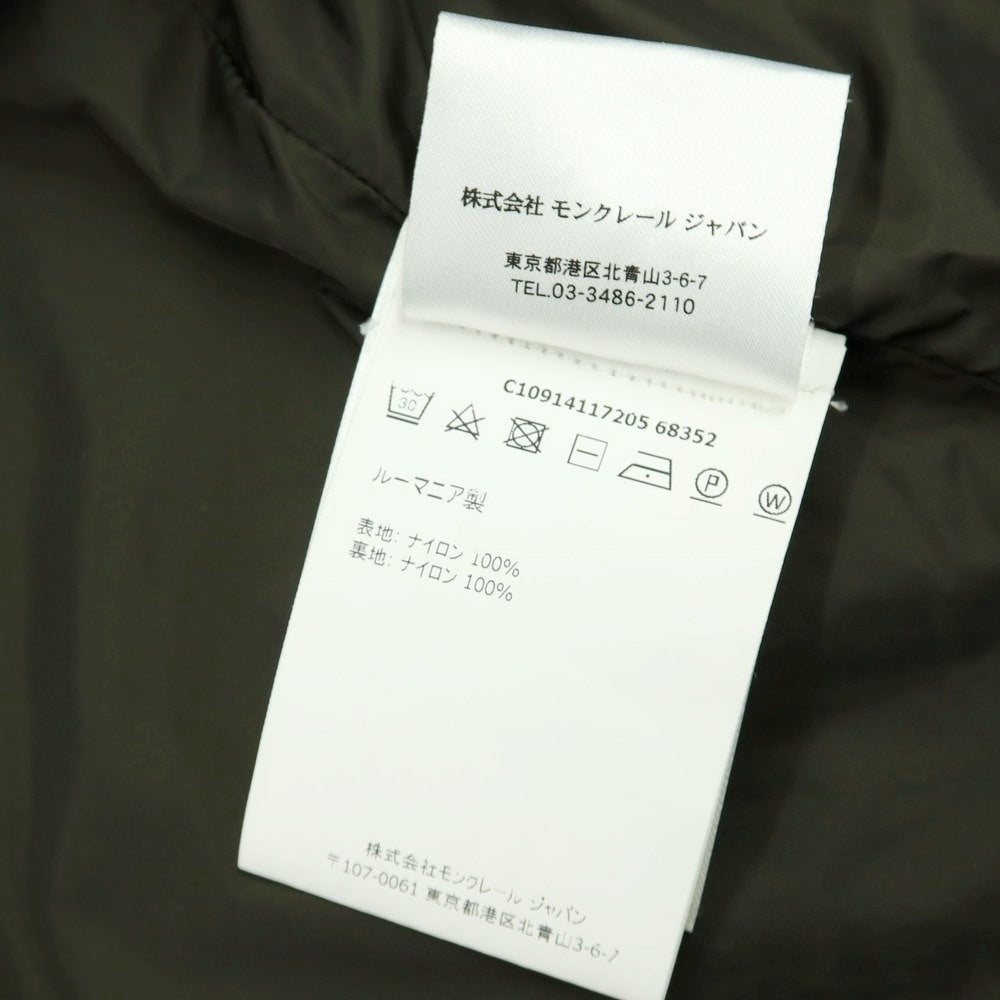 株式会社 モンクレール ジャパン
東京都港区北青山3-6-7
TEL.03-3486-2110
C10914117205 68352
30 P W
ルーマニア製
表地: ナイロン 100%
裏地: ナイロン 100%
株式会社モンクレール ジャパン
〒107-0061 東京都港区北青山3-6-7